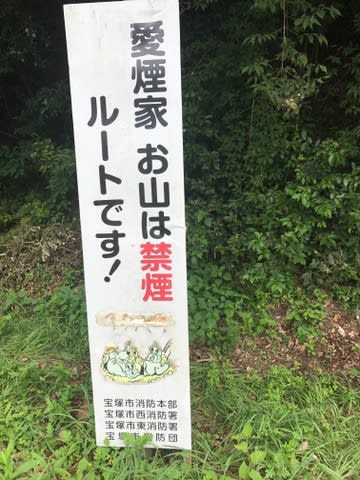 愛煙家 お山は禁煙
ルートです!
宝塚市消防本部
宝塚市西消防署
宝塚市東消防署
宝塚市消防団